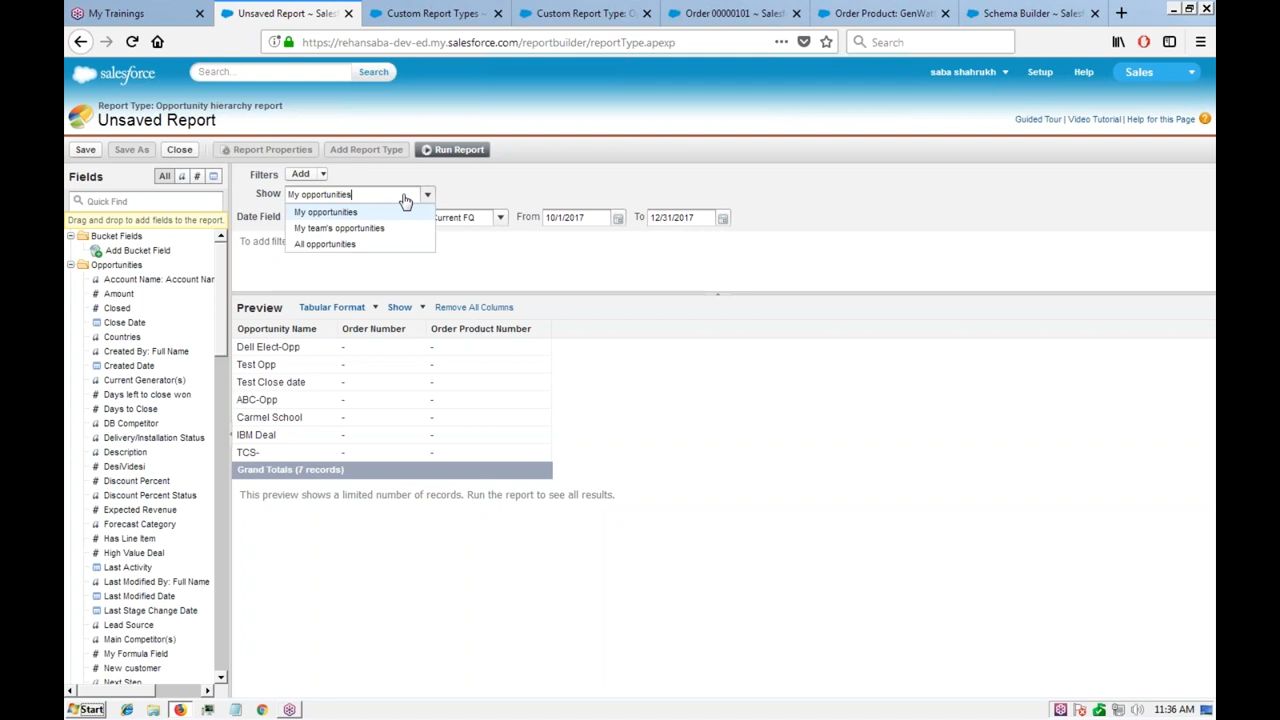 My Trainings
Unsaved Report ~ Sales
Custom Report Types ~
Custom Report Type: O
Order 00000101 ~ Salesf
Order Product: GenWatt
Schema Builder ~ Salesf
https://rehansaba-dev-ed.my.salesforce.com/reportbuilder/reportType.apexp
Search
salesforce
Search...
Search
saba shahrukh
Setup
Help
Sales
Report Type: Opportunity hierarchy report
Unsaved Report
Guided Tour | Video Tutorial | Help for this Page
Save
Save As
Close
Report Properties
Add Report Type
Run Report
Fields
All
a
#
Quick Find
Drag and drop to add fields to the report.
Bucket Fields
Add Bucket Field
Opportunities
a Account Name: Account Nar
# Amount
# Closed
Close Date
Countries
a Created By: Full Name
Created Date
a Current Generator(s)
# Days left to close won
# Days to Close
# DB Competitor
a Delivery/Installation Status
a Description
# Desi/Videsi
# Discount Percent
a Discount Percent Status
# Expected Revenue
a Forecast Category
# Has Line Item
# High Value Deal
Last Activity
a Last Modified By: Full Name
Last Modified Date
Last Stage Change Date
a Lead Source
a Main Competitor(s)
# My Formula Field
# New customer
a Next Step
Filters
Add
Show
My opportunities
My opportunities
My team's opportunities
All opportunities
Date Field
Current FQ
From
10/1/2017
To
12/31/2017
To add filte
Preview
Tabular Format
Show
Remove All Columns
Opportunity Name Order Number Order Product Number
Dell Elect-Opp - -
Test Opp - -
Test Close date - -
ABC-Opp - -
Carmel School - -
IBM Deal - -
TCS- - -
Grand Totals (7 records)
This preview shows a limited number of records. Run the report to see all results.
Start
11:36 AM